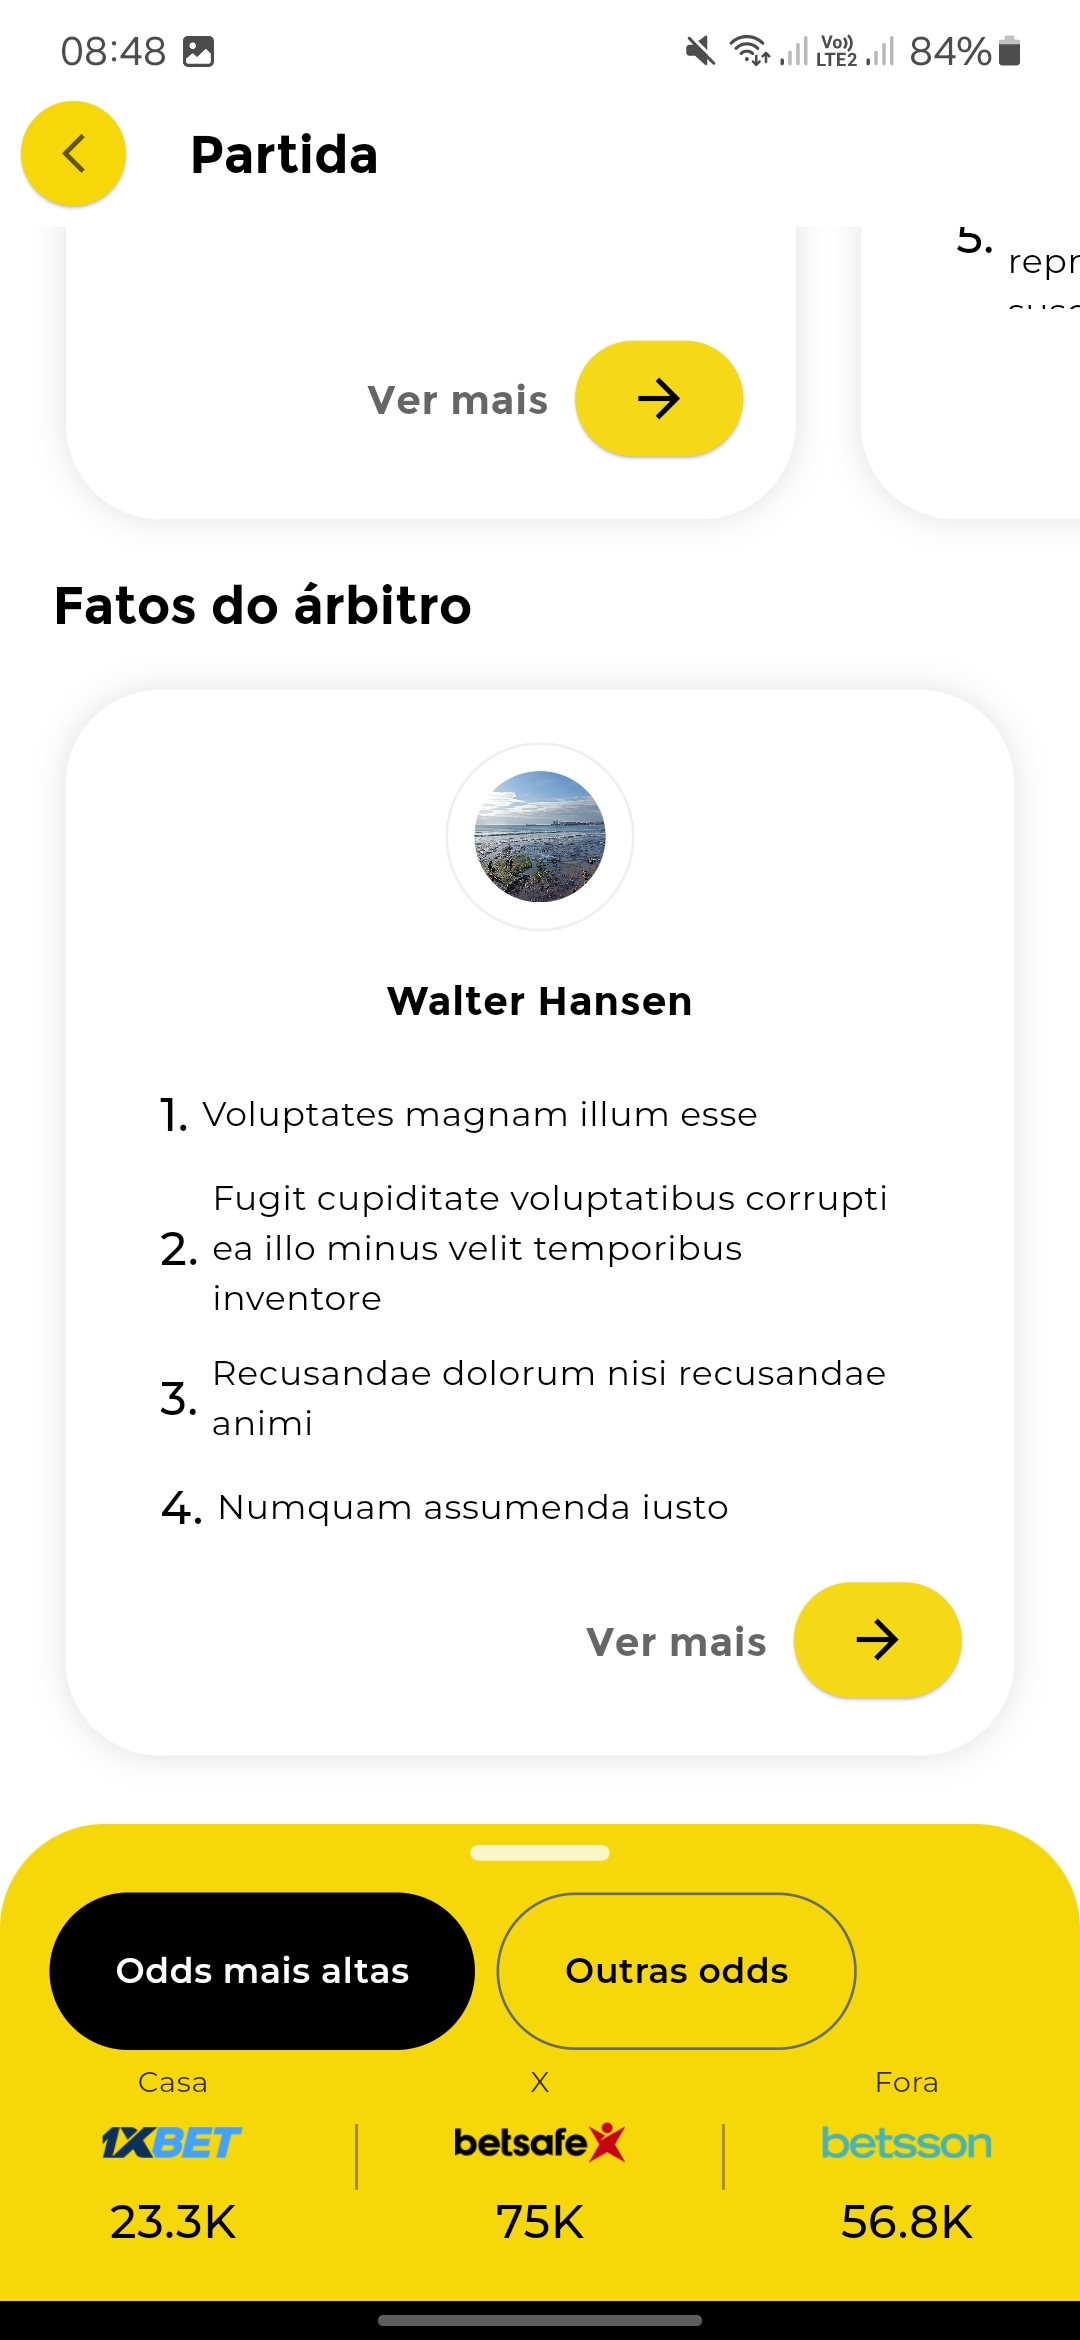 08:48
Vo))
LTE2
84%
Partida
5.
repr
Ver mais
Fatos do árbitro
Walter Hansen
1. Voluptates magnam illum esse
2. Fugit cupiditate voluptatibus corrupti
ea illo minus velit temporibus
inventore
3. Recusandae dolorum nisi recusandae
animi
4. Numquam assumenda iusto
Ver mais
Odds mais altas
Outras odds
Casa
X
Fora
1XBET
betsafe
betsson
23.3K
75K
56.8K